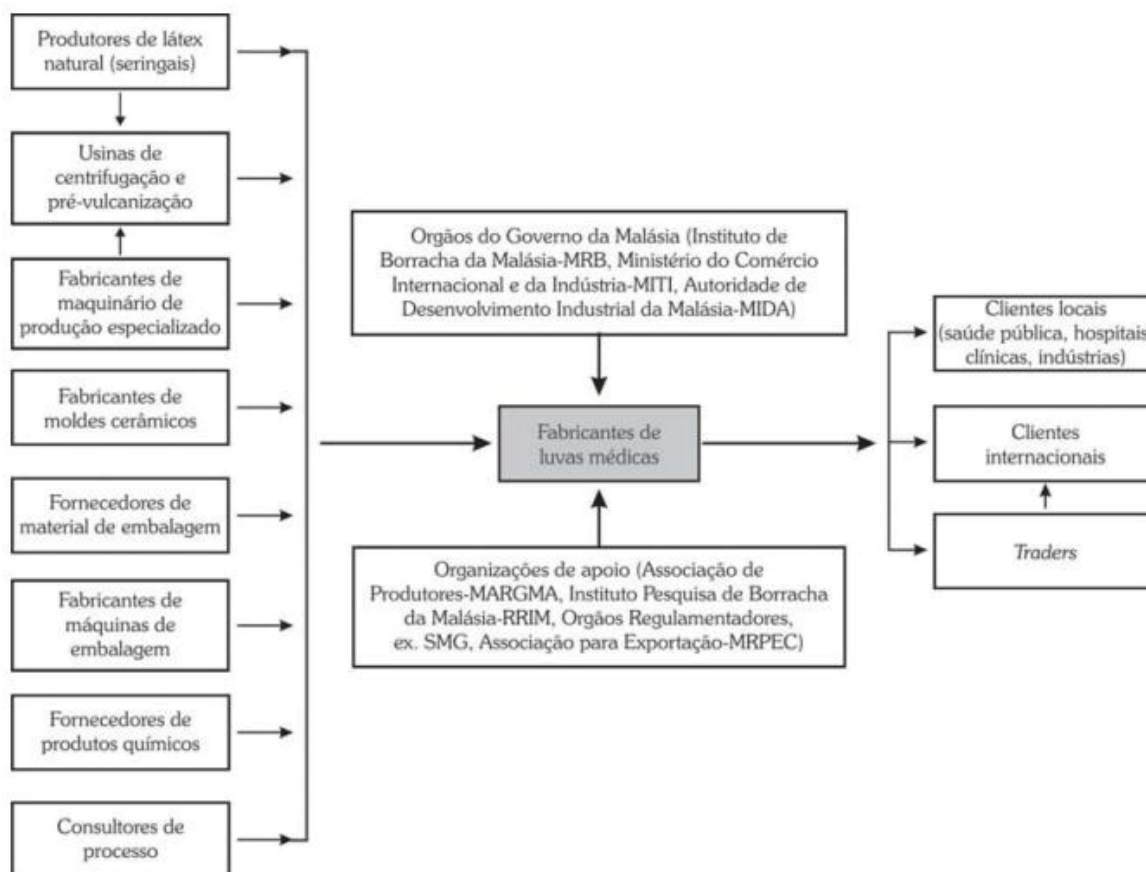 Produtores de látex
natural (seringais)
Usinas de
centrifugação e
pré-vulcanização
Fabricantes de
maquinário de
produção especializado
Fabricantes de
moldes cerâmicos
Fornecedores de
material de embalagem
Fabricantes de
máquinas de
embalagem
Fornecedores de
produtos químicos
Consultores de
processo
Orgãos do Governo da Malásia (Instituto de
Borracha da Malásia-MRB, Ministério do Comércio
Internacional e da Indústria-MITI, Autoridade de
Desenvolvimento Industrial da Malásia-MIDA)
Fabricantes de
luvas médicas
Organizações de apoio (Associação de
Produtores-MARGMA, Instituto Pesquisa de Borracha
da Malásia-RRIM, Orgãos Regulamentadores,
ex. SMG, Associação para Exportação-MRPEC)
Clientes locais
(saúde pública, hospitais
clínicas, indústrias)
Clientes
internacionais
Traders